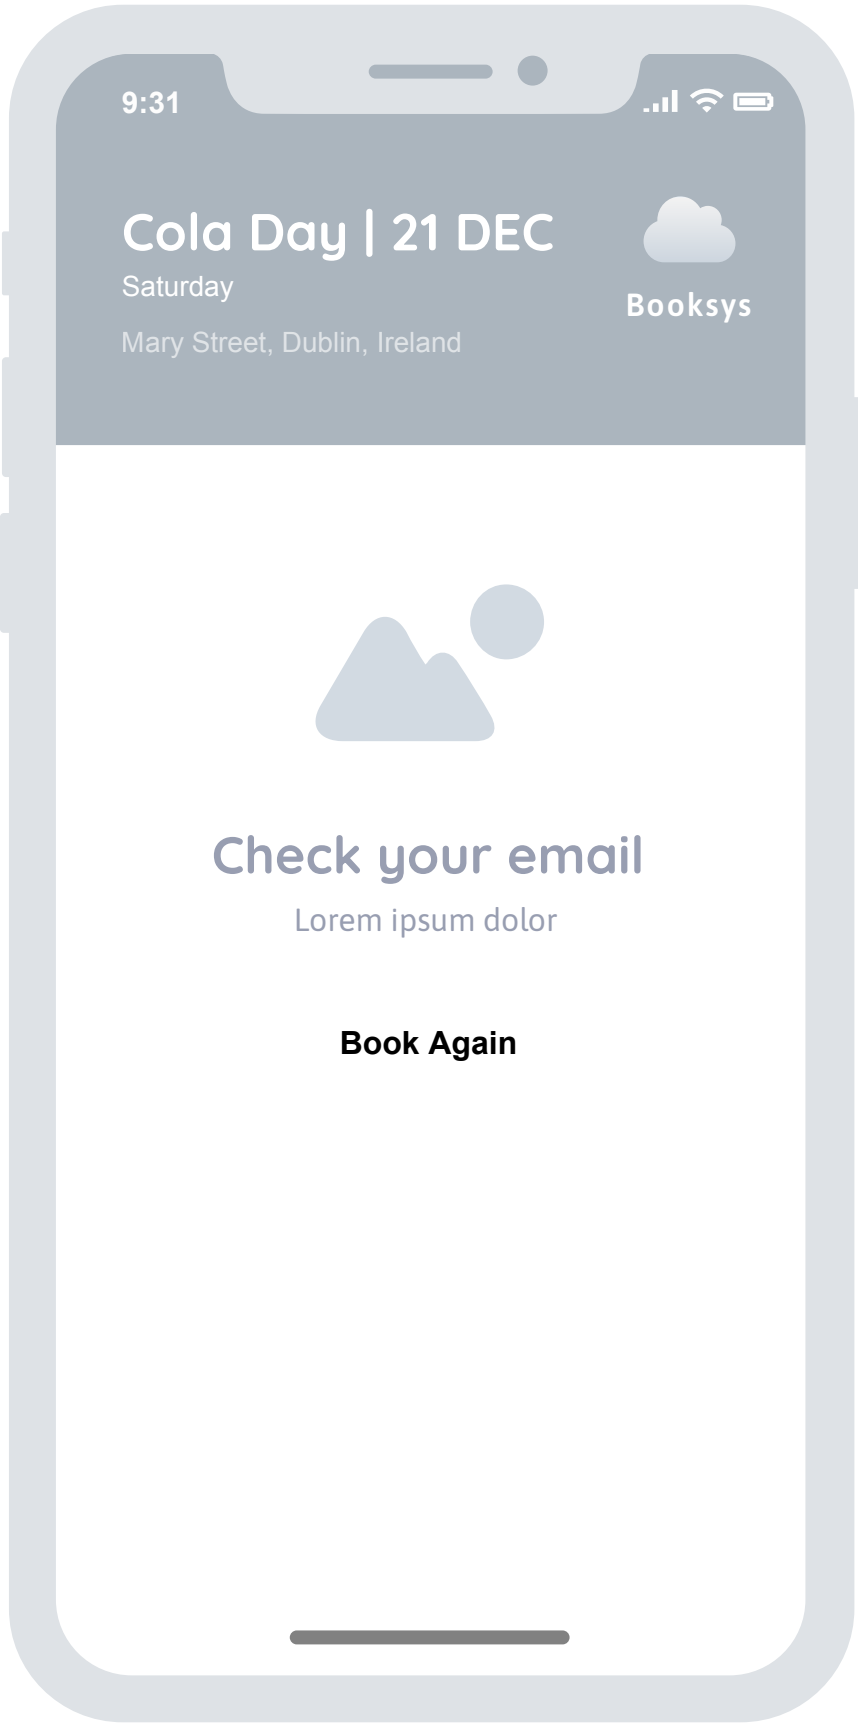 9:31
Cola Day | 21 DEC
Saturday
Booksys
Mary Street, Dublin, Ireland
Check your email
Lorem ipsum dolor
Book Again